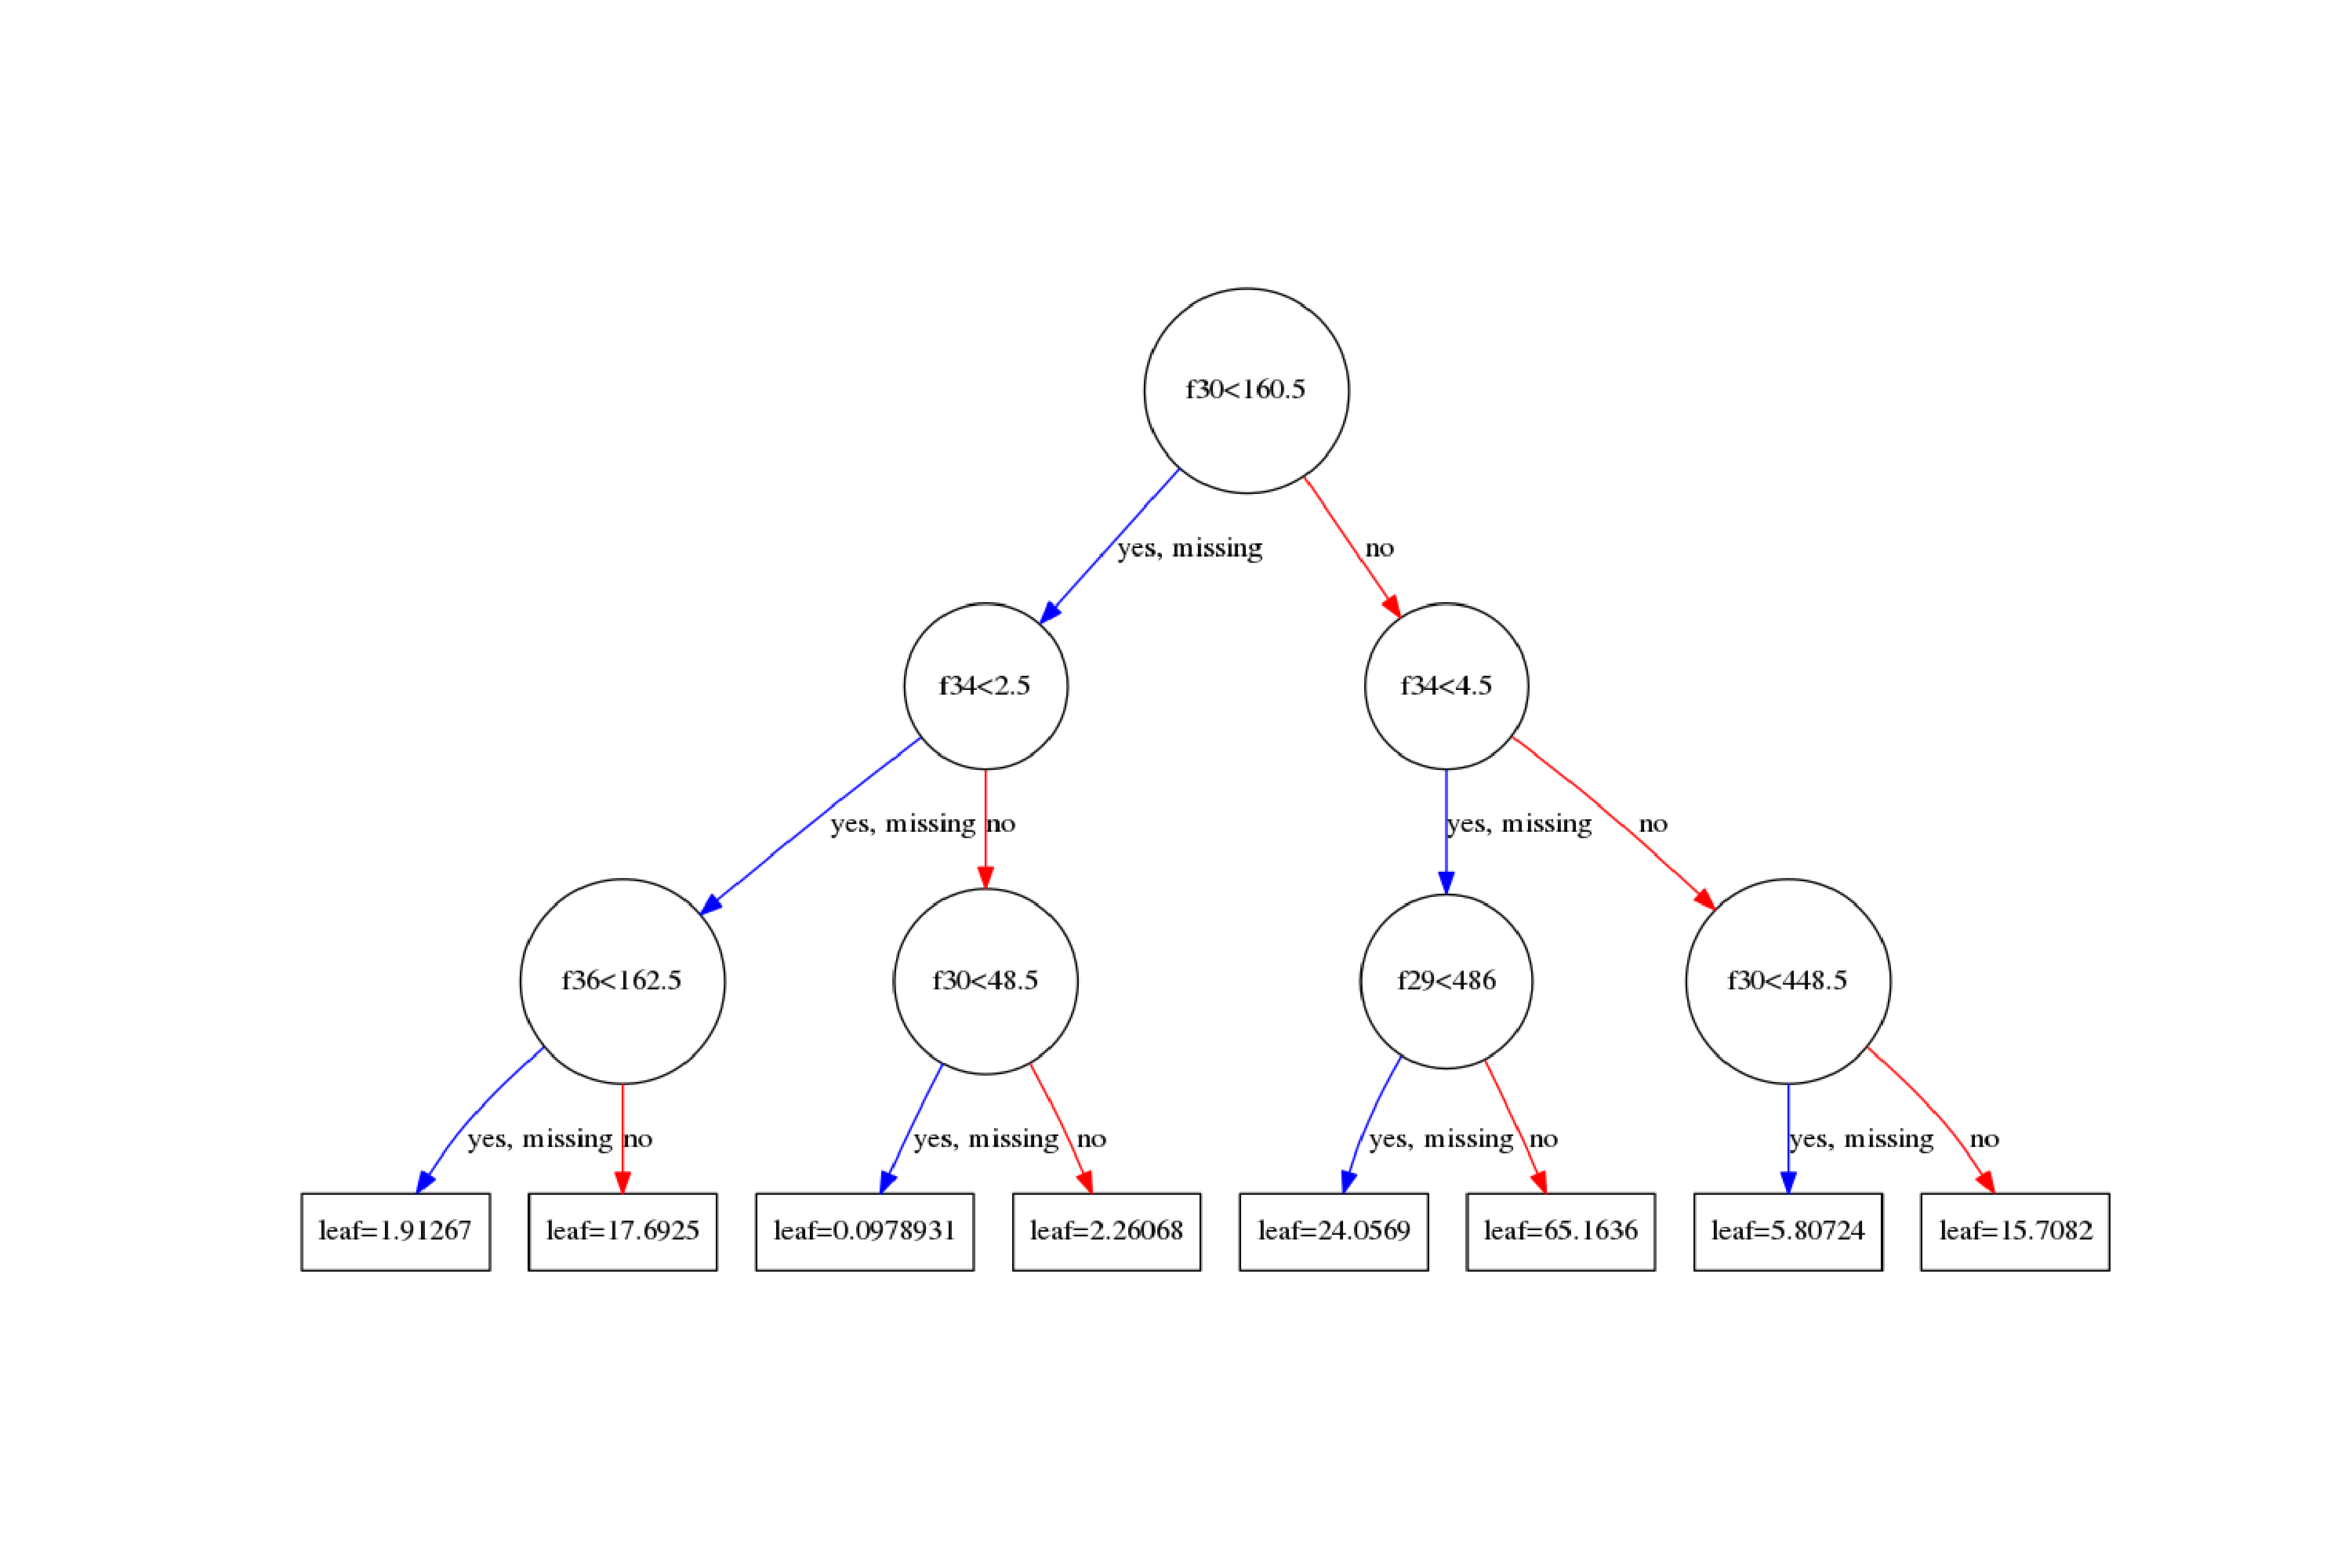 f30<160.5
yes, missing
no
f34<2.5
f34<4.5
yes, missing
no
yes, missing
no
f36<162.5
f30<48.5
f29<486
f30<448.5
yes, missing
no
yes, missing
no
yes, missing
no
yes, missing
no
leaf=1.91267
leaf=17.6925
leaf=0.0978931
leaf=2.26068
leaf=24.0569
leaf=65.1636
leaf=5.80724
leaf=15.7082